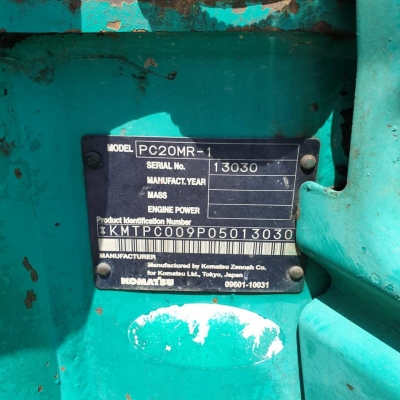 MODEL PC20MR-1
SERIAL No. 13030
MANUFACT.YEAR
MASS
ENGINE POWER
Product Identification Number
*KMTPC009P05013030
MANUFACTURER
Manufactured by Komatsu Zenoah Co.
for Komatsu Ltd., Tokyo, Japan
KOMATSU 09601-10031